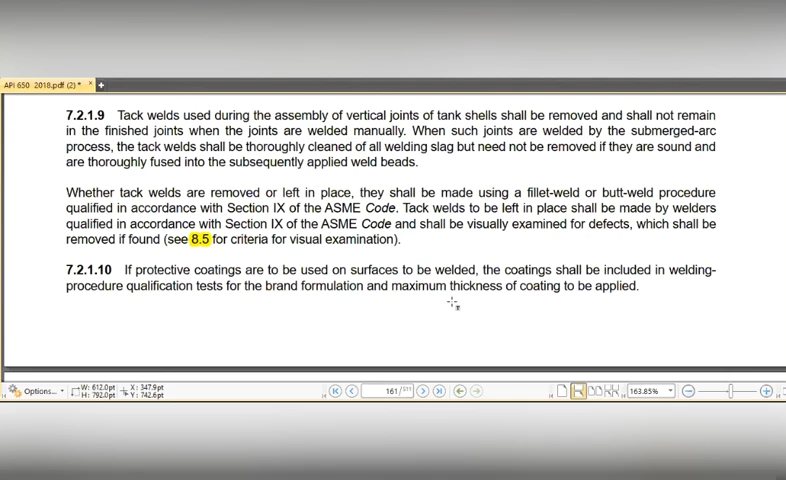 API 650 2018.pdf (2) *
7.2.1.9 Tack welds used during the assembly of vertical joints of tank shells shall be removed and shall not remain
in the finished joints when the joints are welded manually. When such joints are welded by the submerged-arc
process, the tack welds shall be thoroughly cleaned of all welding slag but need not be removed if they are sound and
are thoroughly fused into the subsequently applied weld beads.
Whether tack welds are removed or left in place, they shall be made using a fillet-weld or butt-weld procedure
qualified in accordance with Section IX of the ASME Code. Tack welds to be left in place shall be made by welders
qualified in accordance with Section IX of the ASME Code and shall be visually examined for defects, which shall be
removed if found (see 8.5 for criteria for visual examination).
7.2.1.10 If protective coatings are to be used on surfaces to be welded, the coatings shall be included in welding-
procedure qualification tests for the brand formulation and maximum thickness of coating to be applied.
Options...
W: 612.0pt X: 347.9pt
H: 792.0pt Y: 742.6pt
161/511
163.85%